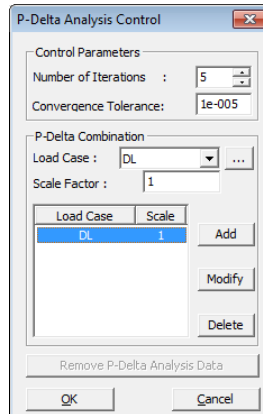 P-Delta Analysis Control
Control Parameters
Number of Iterations : 5
Convergence Tolerance: 1e-005
P-Delta Combination
Load Case : DL ...
Scale Factor : 1
Load Case Scale
DL 1
Add
Modify
Delete
Remove P-Delta Analysis Data
OK Cancel